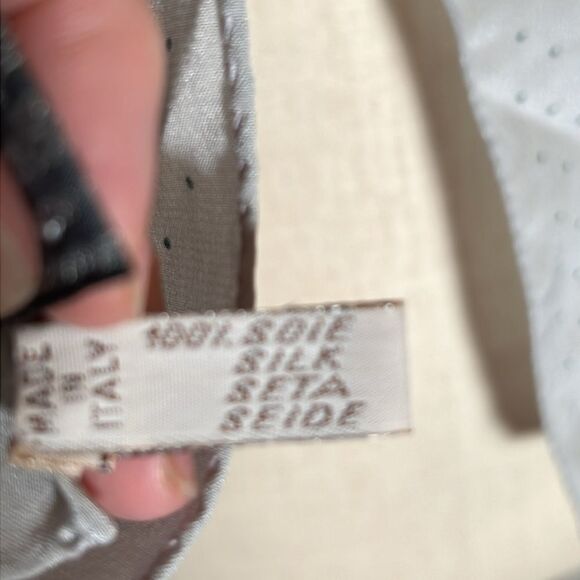 MADE
IN
ITALY
100% SOIE
SILK
SETA
SEIDE